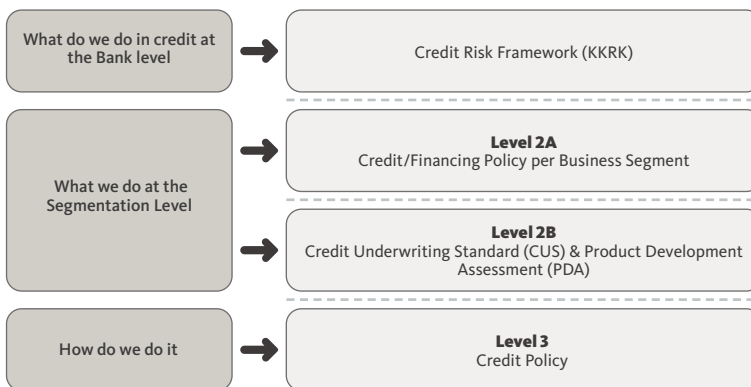 What do we do in credit at
the Bank level
Credit Risk Framework (KKRK)
What we do at the
Segmentation Level
Level 2A
Credit/Financing Policy per Business Segment
Level 2B
Credit Underwriting Standard (CUS) & Product Development
Assessment (PDA)
How do we do it
Level 3
Credit Policy